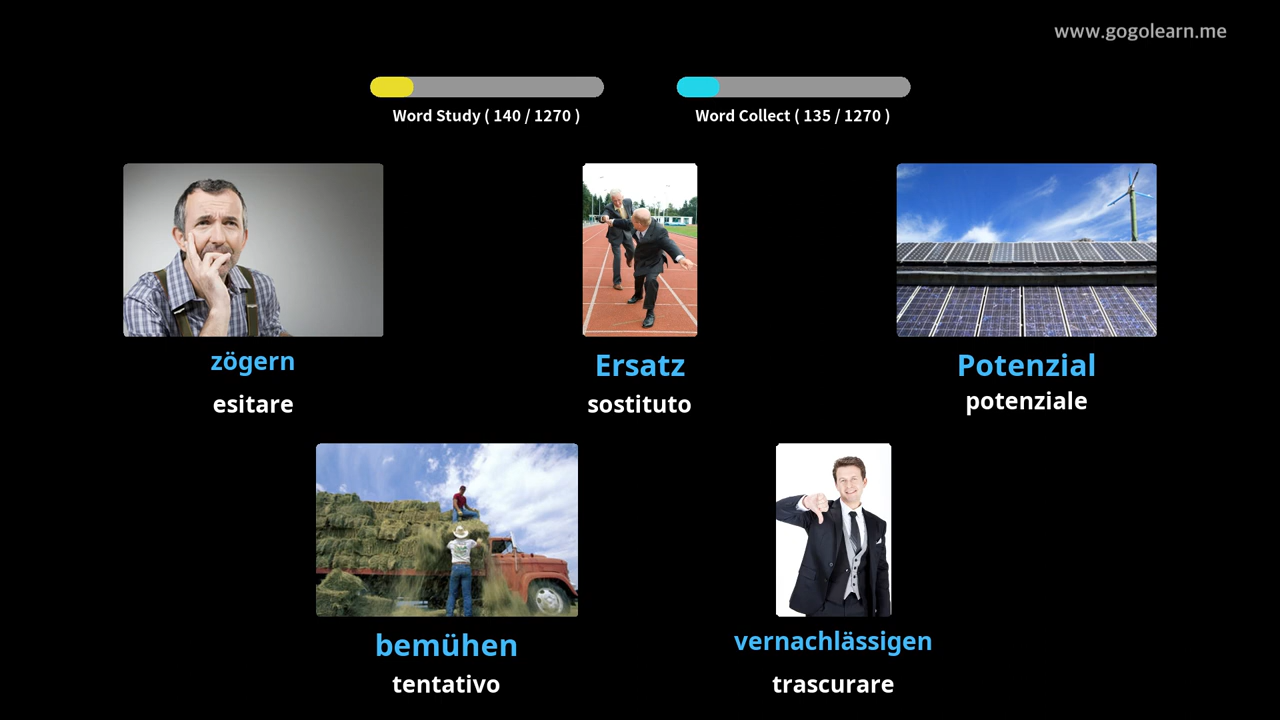 www.gogolearn.me
Word Study ( 140 / 1270 )
Word Collect ( 135 / 1270 )
zögern
esitare
Ersatz
sostituto
Potenzial
potenziale
bemühen
tentativo
vernachlässigen
trascurare